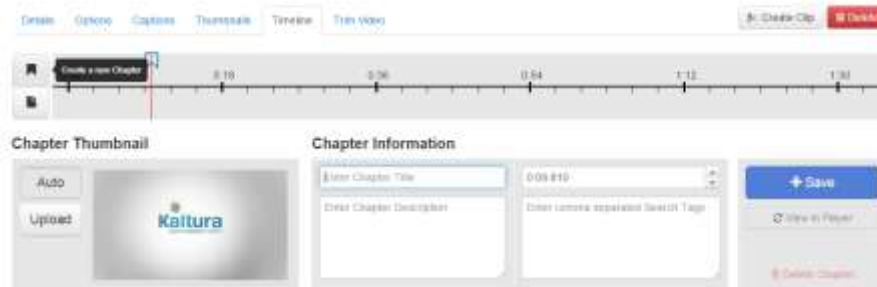 Details Options Captions Thumbnails Timeline Trim Video Create Clip Delete
Create a new Chapter
0:18 0:36 0:54 1:12 1:30
Chapter Thumbnail Chapter Information
Auto Enter Chapter Title 0:09.819 + Save
Upload Kaltura Enter Chapter Description Enter comma separated Search Tags View in Player
Delete Chapter